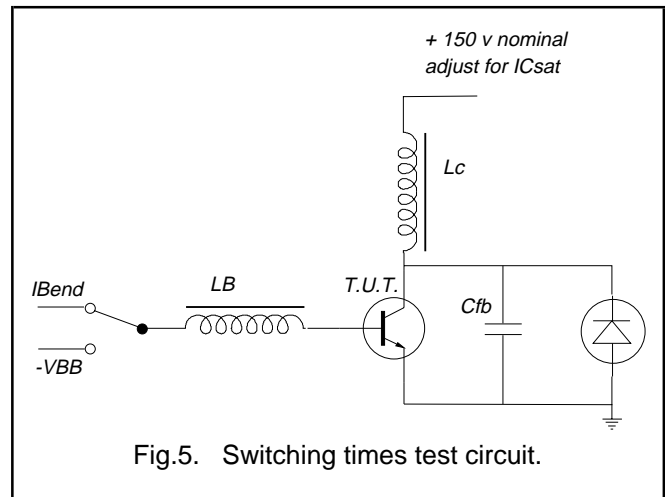 + 150 v nominal
adjust for ICsat
Lc
IBend
LB
T.U.T.
Cfb
-VBB
Fig.5. Switching times test circuit.